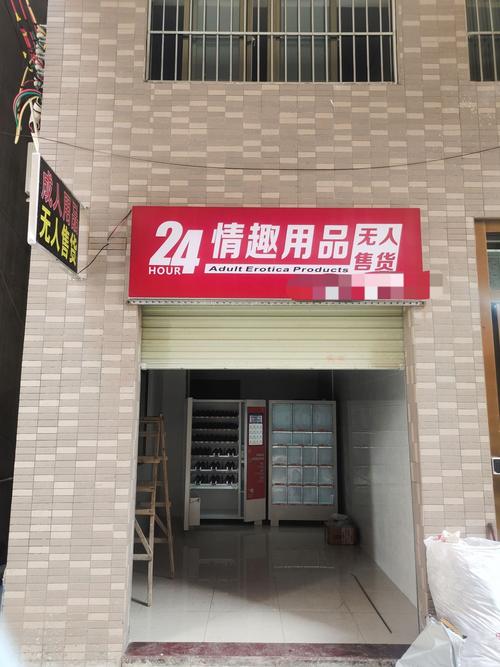 24 HOUR
情趣用品
Adult Erotica Products
无人
售货
成人用品
无人售货